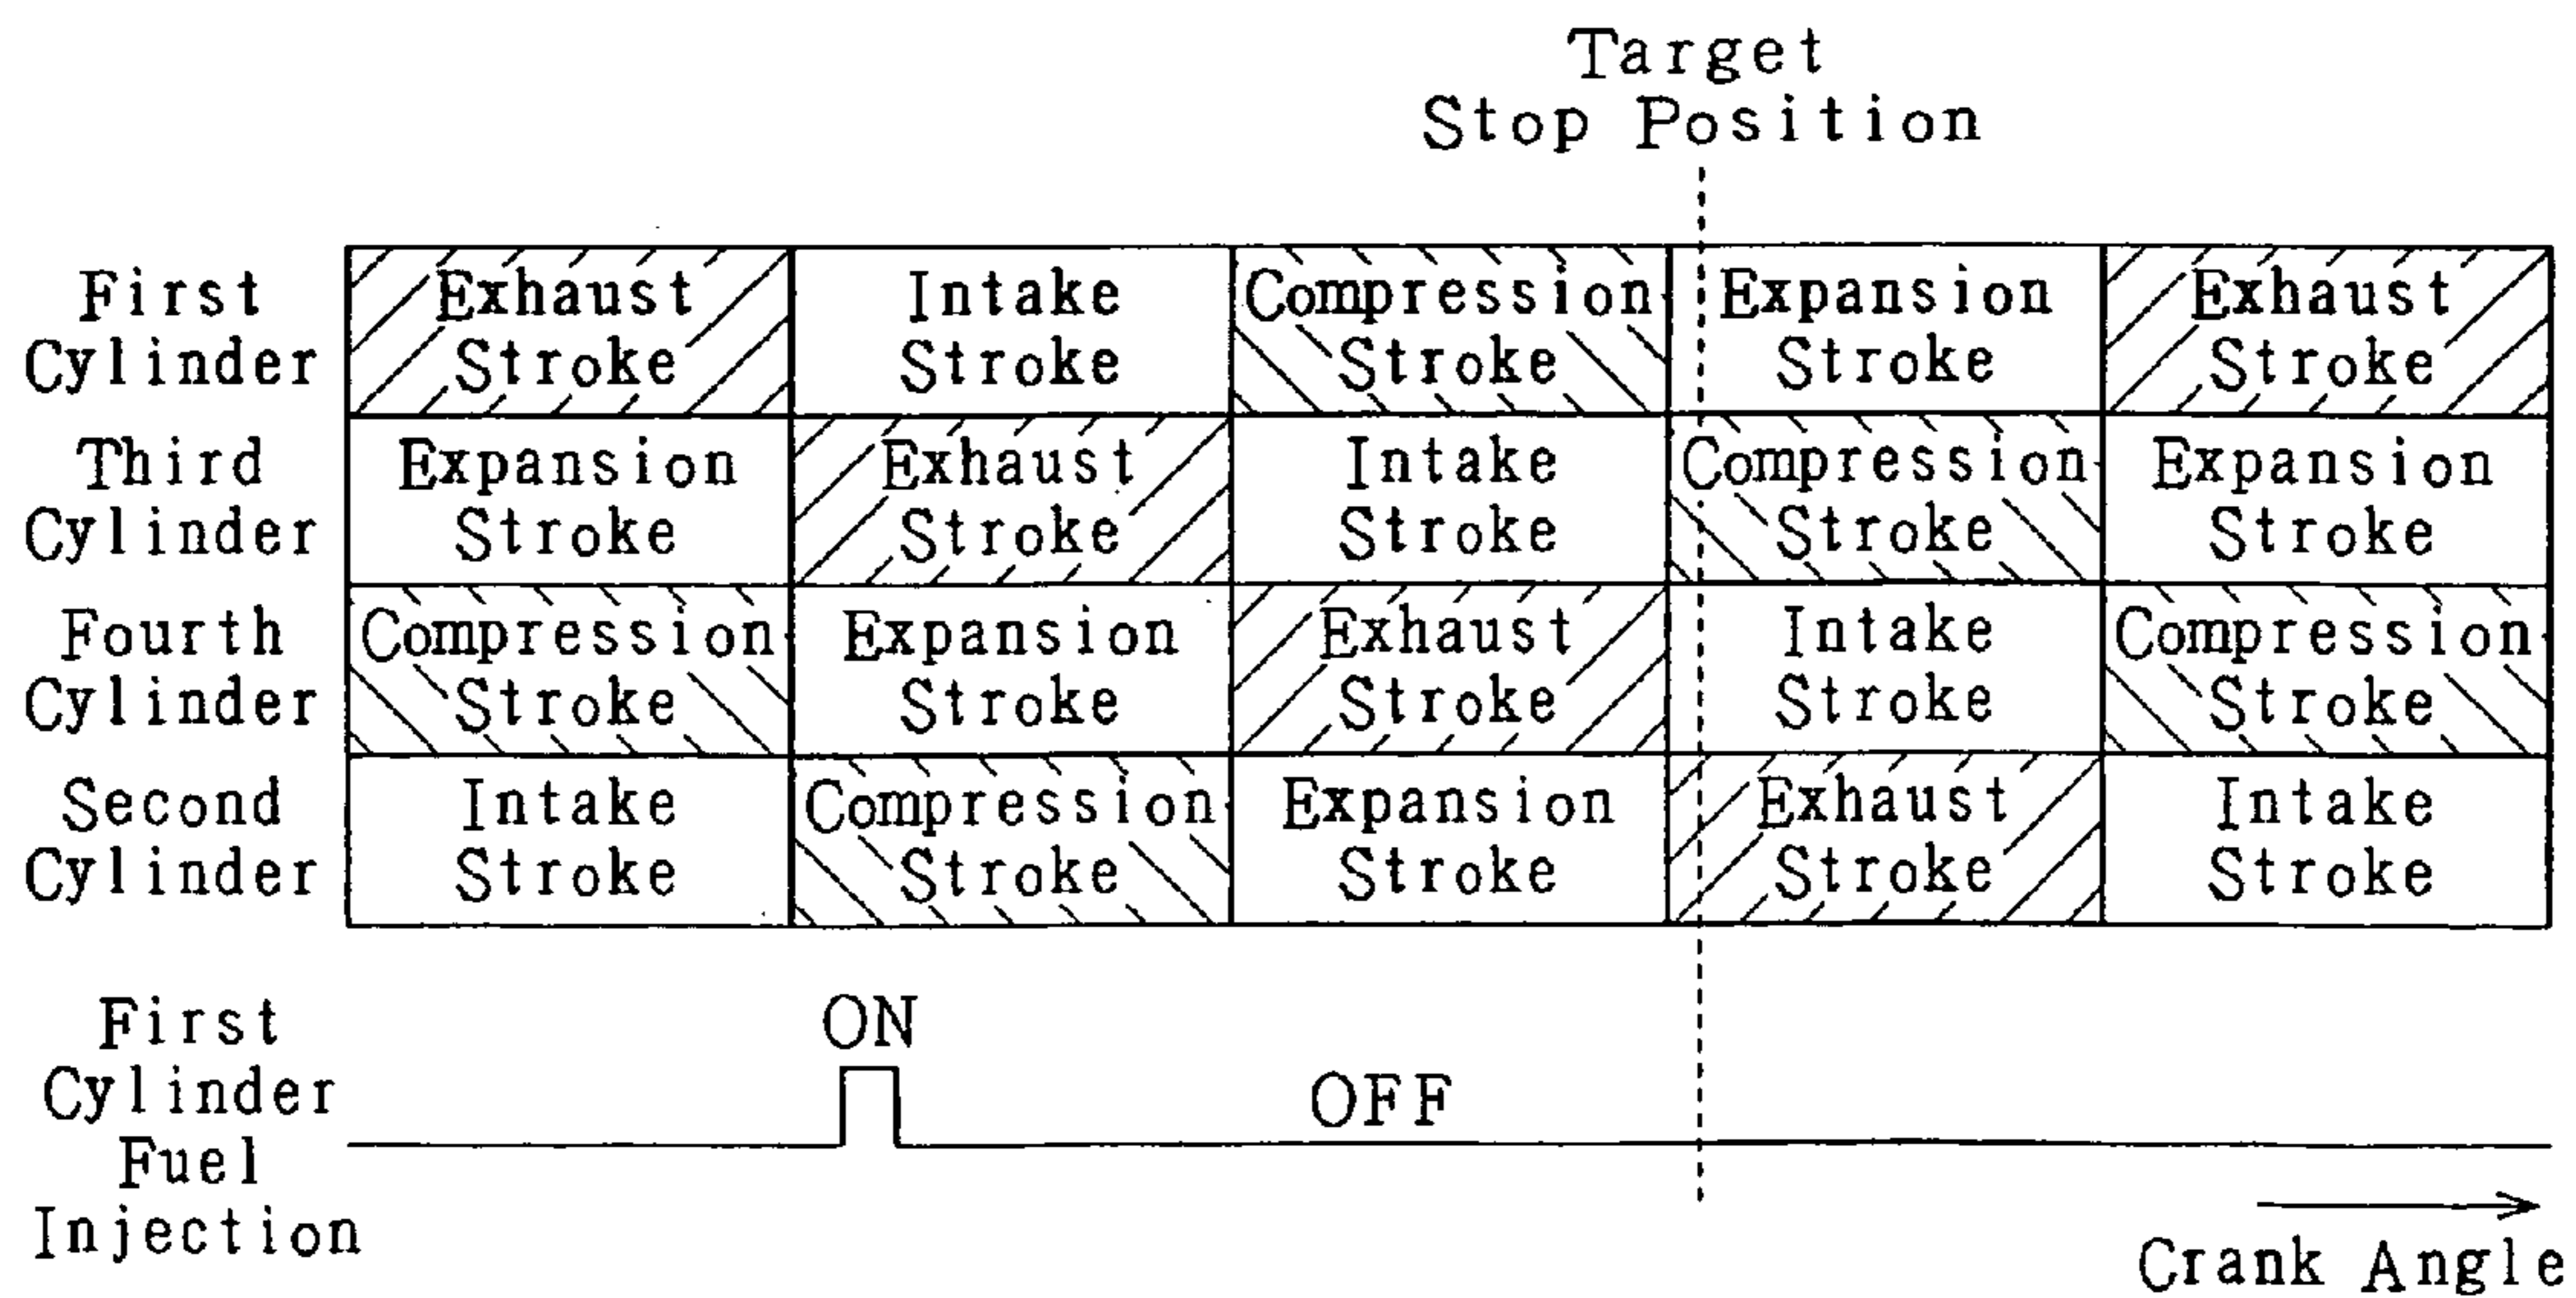 Target
Stop Position
First
Cylinder
Exhaust
Stroke
Intake
Stroke
Compression
Stroke
Expansion
Stroke
Exhaust
Stroke
Third
Cylinder
Expansion
Stroke
Exhaust
Stroke
Intake
Stroke
Compression
Stroke
Expansion
Stroke
Fourth
Cylinder
Compression
Stroke
Expansion
Stroke
Exhaust
Stroke
Intake
Stroke
Compression
Stroke
Second
Cylinder
Intake
Stroke
Compression
Stroke
Expansion
Stroke
Exhaust
Stroke
Intake
Stroke
First
Cylinder
Fuel
Injection
ON
OFF
Crank Angle